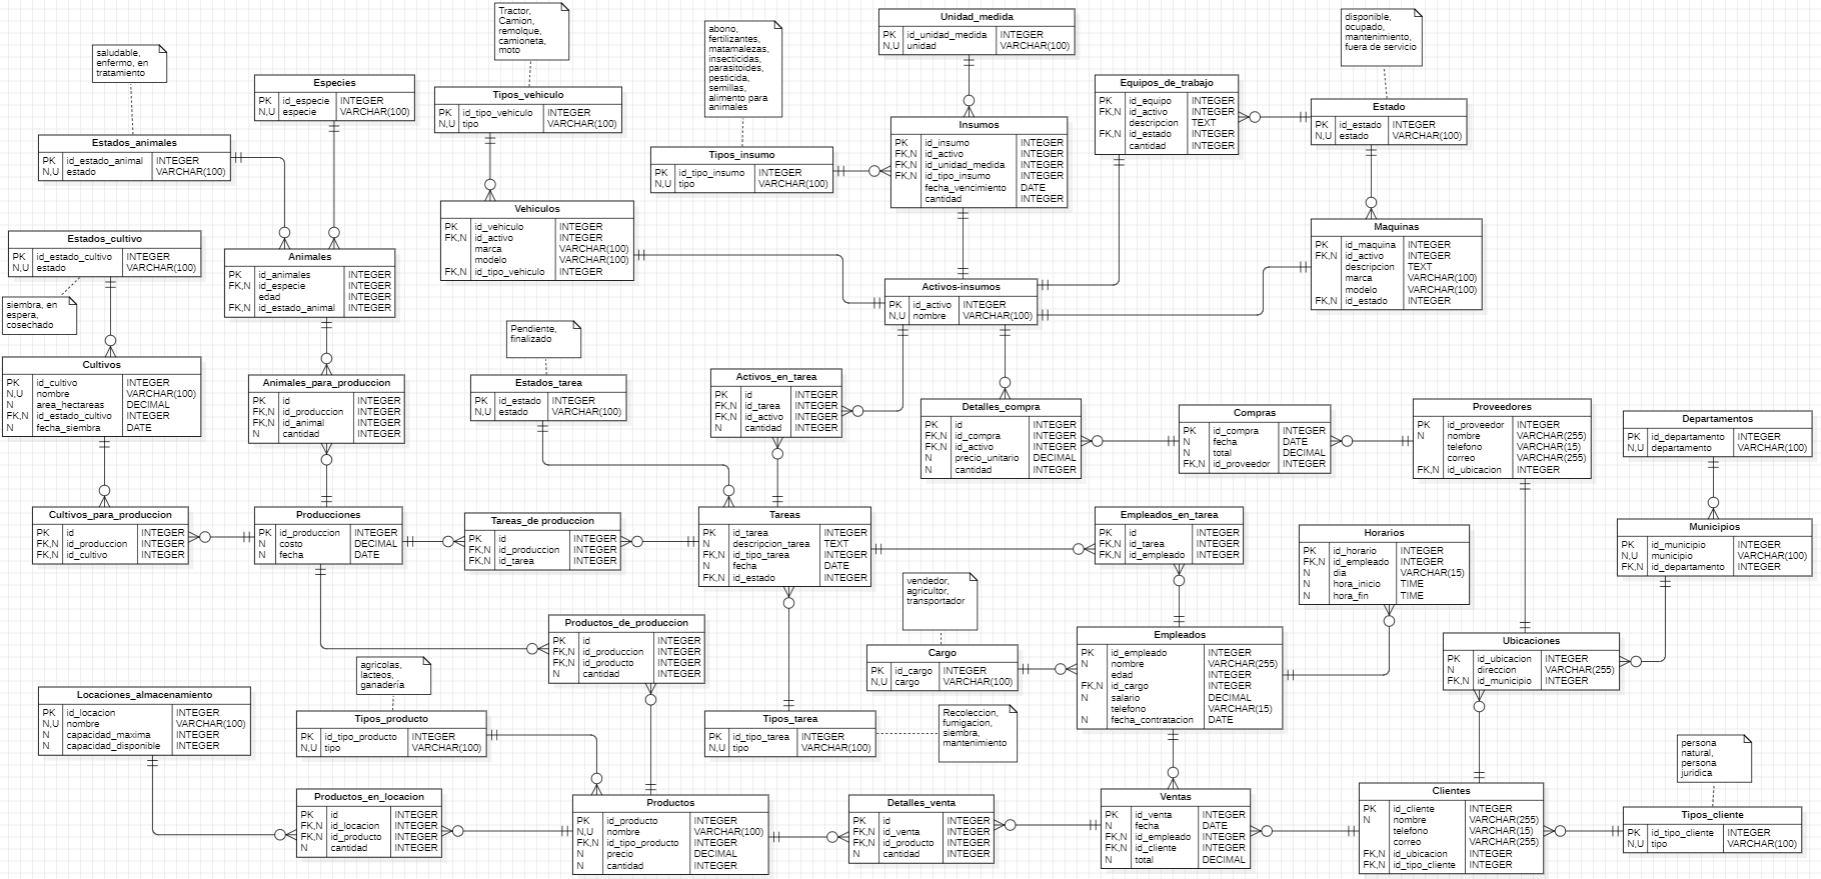 Tractor,
Camion,
remolque,
camioneta,
moto
Unidad_medida
PK id_unidad_medida INTEGER
N,U unidad VARCHAR(100)
disponible,
ocupado,
mantenimiento,
fuera de servicio
abono,
fertilizantes,
matamalezas,
insecticidas,
parasitoides,
pesticida,
semillas,
alimento para
animales
saludable,
enfermo, en
tratamiento
Especies
PK id_especie INTEGER
N,U especie VARCHAR(100)
Tipos_vehiculo
PK id_tipo_vehiculo INTEGER
N,U tipo VARCHAR(100)
Equipos_de_trabajo
PK id_equipo INTEGER
FK,N id_activo INTEGER
descripcion TEXT
FK,N id_estado INTEGER
cantidad INTEGER
Estado
PK id_estado INTEGER
N,U estado VARCHAR(100)
Estados_animales
PK id_estado_animal INTEGER
N,U estado VARCHAR(100)
Tipos_insumo
PK id_tipo_insumo INTEGER
N,U tipo VARCHAR(100)
Insumos
PK id_insumo INTEGER
FK,N id_activo INTEGER
FK,N id_unidad_medida INTEGER
FK,N id_tipo_insumo INTEGER
fecha_vencimiento DATE
cantidad INTEGER
Estados_cultivo
PK id_estado_cultivo INTEGER
N,U estado VARCHAR(100)
Animales
PK id_animales INTEGER
FK,N id_especie INTEGER
edad INTEGER
FK,N id_estado_animal INTEGER
Vehiculos
PK id_vehiculo INTEGER
FK,N id_activo INTEGER
marca VARCHAR(100)
modelo VARCHAR(100)
FK,N id_tipo_vehiculo INTEGER
Maquinas
PK id_maquina INTEGER
FK,N id_activo INTEGER
descripcion TEXT
marca VARCHAR(100)
modelo VARCHAR(100)
FK,N id_estado INTEGER
siembra, en
espera,
cosechado
Activos-insumos
PK id_activo INTEGER
N,U nombre VARCHAR(100)
Pendiente,
finalizado
Cultivos
PK id_cultivo INTEGER
N,U nombre VARCHAR(100)
N area_hectareas DECIMAL
FK,N id_estado_cultivo INTEGER
N fecha_siembra DATE
Animales_para_produccion
PK id INTEGER
FK,N id_produccion INTEGER
FK,N id_animal INTEGER
N cantidad INTEGER
Estados_tarea
PK id_estado INTEGER
N,U estado VARCHAR(100)
Activos_en_tarea
PK id INTEGER
FK,N id_tarea INTEGER
FK,N id_activo INTEGER
N cantidad INTEGER
Detalles_compra
PK id INTEGER
FK,N id_compra INTEGER
FK,N id_activo INTEGER
N precio_unitario DECIMAL
N cantidad INTEGER
Compras
PK id_compra INTEGER
N fecha DATE
N total DECIMAL
FK,N id_proveedor INTEGER
Proveedores
PK id_proveedor INTEGER
N nombre VARCHAR(255)
telefono VARCHAR(15)
correo VARCHAR(255)
FK,N id_ubicacion INTEGER
Departamentos
PK id_departamento INTEGER
N,U departamento VARCHAR(100)
Cultivos_para_produccion
PK id INTEGER
FK,N id_produccion INTEGER
FK,N id_cultivo INTEGER
Producciones
PK id_produccion INTEGER
N costo DECIMAL
N fecha DATE
Tareas_de produccion
PK id INTEGER
FK,N id_produccion INTEGER
FK,N id_tarea INTEGER
Tareas
PK id_tarea INTEGER
N descripcion_tarea TEXT
FK,N id_tipo_tarea INTEGER
N fecha DATE
FK,N id_estado INTEGER
Empleados_en_tarea
PK id INTEGER
FK,N id_tarea INTEGER
FK,N id_empleado INTEGER
Horarios
PK id_horario INTEGER
FK,N id_empleado INTEGER
N dia VARCHAR(15)
N hora_inicio TIME
N hora_fin TIME
Municipios
PK id_municipio INTEGER
N,U municipio VARCHAR(100)
FK,N id_departamento INTEGER
vendedor,
agricultor,
transportador
Productos_de_produccion
PK id INTEGER
FK,N id_produccion INTEGER
FK,N id_producto INTEGER
N cantidad INTEGER
Cargo
PK id_cargo INTEGER
N,U cargo VARCHAR(100)
Empleados
PK id_empleado INTEGER
N nombre VARCHAR(255)
edad INTEGER
FK,N id_cargo INTEGER
N salario DECIMAL
telefono VARCHAR(15)
N fecha_contratacion DATE
Ubicaciones
PK id_ubicacion INTEGER
N direccion VARCHAR(255)
FK,N id_municipio INTEGER
agricolas,
lacteos,
ganadería
Locaciones_almacenamiento
PK id_locacion INTEGER
N,U nombre VARCHAR(100)
N capacidad_maxima INTEGER
N capacidad_disponible INTEGER
Tipos_producto
PK id_tipo_producto INTEGER
N,U tipo VARCHAR(100)
Tipos_tarea
PK id_tipo_tarea INTEGER
N,U tipo VARCHAR(100)
Recoleccion,
fumigacion,
siembra,
mantenimiento
persona
natural,
persona
juridica
Productos_en_locacion
PK id INTEGER
FK,N id_locacion INTEGER
FK,N id_producto INTEGER
N cantidad INTEGER
Productos
PK id_producto INTEGER
N,U nombre VARCHAR(100)
FK,N id_tipo_producto INTEGER
N precio DECIMAL
N cantidad INTEGER
Detalles_venta
PK id INTEGER
FK,N id_venta INTEGER
FK,N id_producto INTEGER
N cantidad INTEGER
Ventas
PK id_venta INTEGER
N fecha DATE
FK,N id_empleado INTEGER
FK,N id_cliente INTEGER
N total DECIMAL
Clientes
PK id_cliente INTEGER
N nombre VARCHAR(255)
telefono VARCHAR(15)
correo VARCHAR(255)
FK,N id_ubicacion INTEGER
FK,N id_tipo_cliente INTEGER
Tipos_cliente
PK id_tipo_cliente INTEGER
N,U tipo VARCHAR(100)